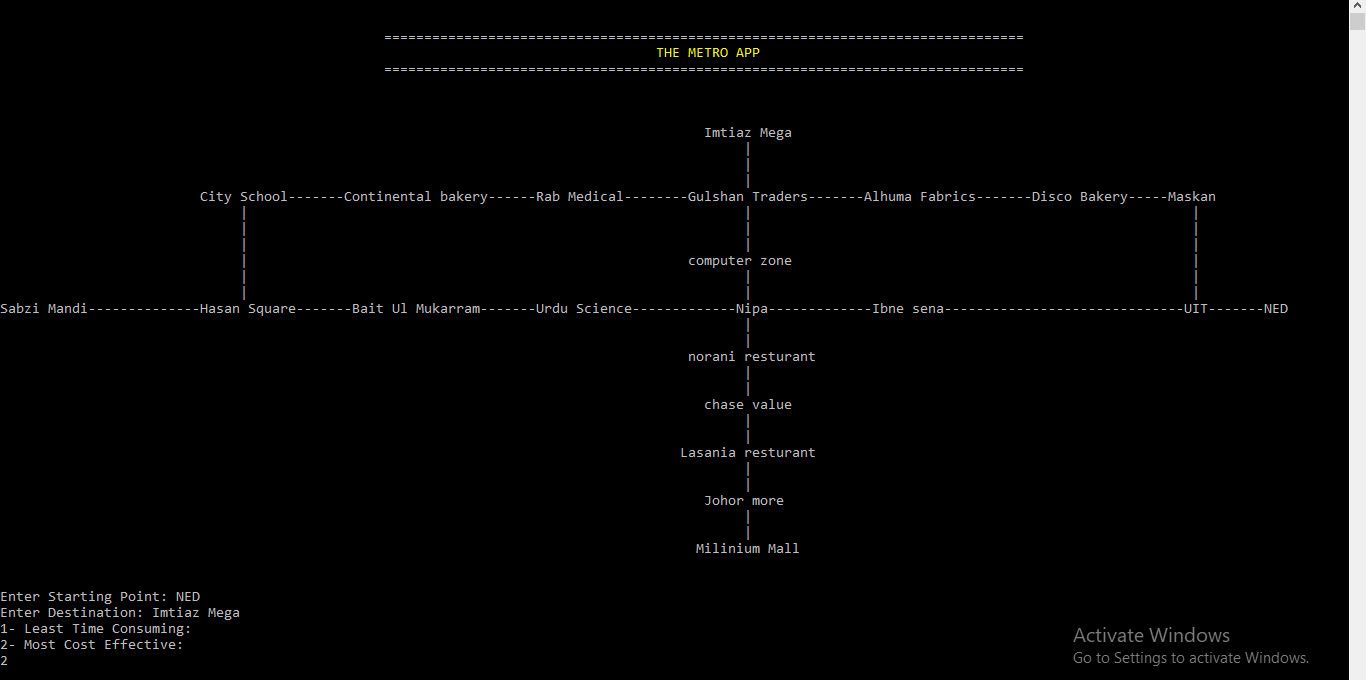 ================================================================================
THE METRO APP
================================================================================
Imtiaz Mega
|
|
|
City School-------Continental bakery------Rab Medical--------Gulshan Traders-------Alhuma Fabrics-------Disco Bakery-----Maskan
| | |
| | |
| | |
| computer zone |
| | |
| | |
Sabzi Mandi--------------Hasan Square-------Bait Ul Mukarram-------Urdu Science-------------Nipa-------------Ibne sena------------------------------UIT-------NED
|
|
norani resturant
|
|
chase value
|
|
Lasania resturant
|
|
Johor more
|
|
Milinium Mall
Enter Starting Point: NED
Enter Destination: Imtiaz Mega
1- Least Time Consuming:
2- Most Cost Effective:
2
Activate Windows
Go to Settings to activate Windows.